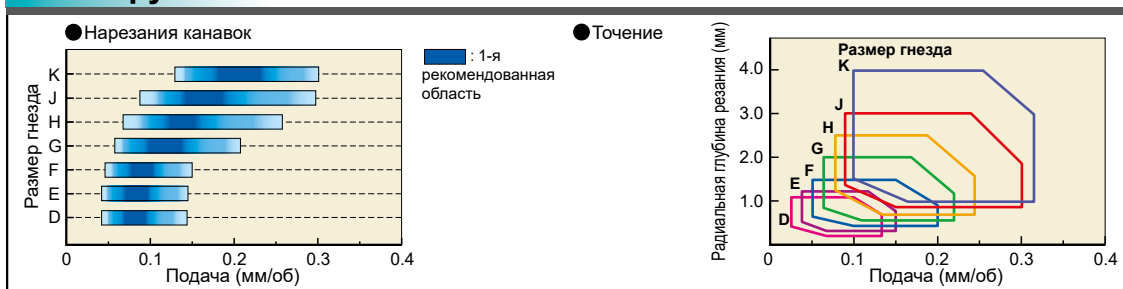 ●Нарезания канавок
Размер гнезда
K
J
H
G
F
E
D
0 0.1 0.2 0.3 0.4
Подача (мм/об)
: 1-я
рекомендованная
область
●Точение
Радиальная глубина резания (мм)
4.0
3.0
2.0
1.0
Размер гнезда
K
J
H
G
F
E
D
0 0.1 0.2 0.3 0.4
Подача (мм/об)